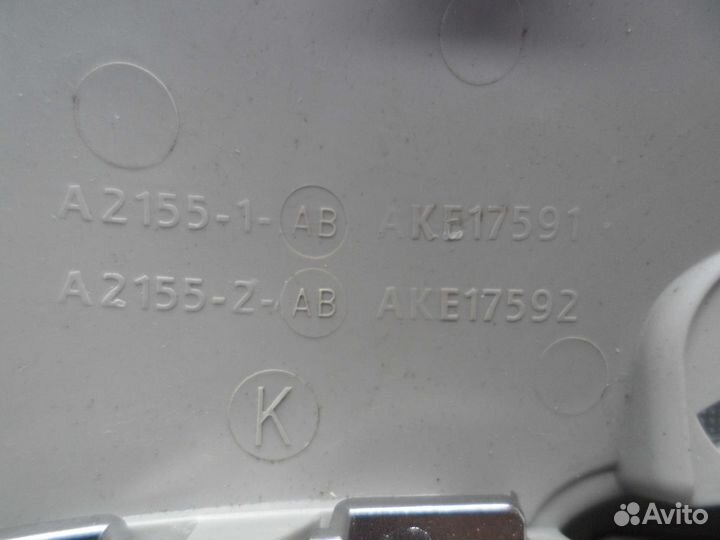 A2155-1-AB AKE17591
A2155-2-AB AKE17592
K
Avito